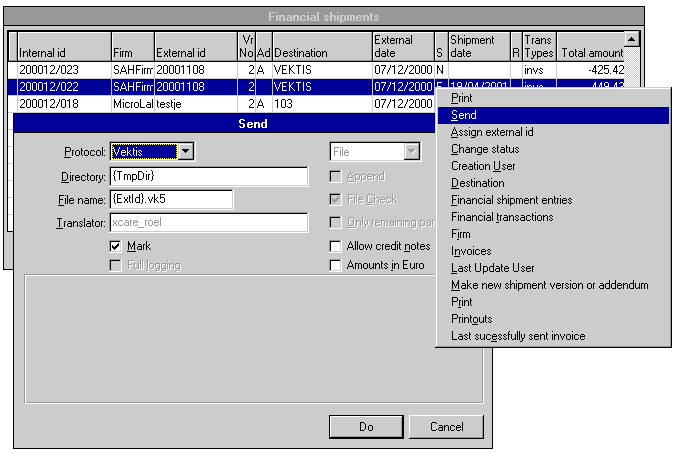 Financial shipments
Internal id Firm External id Vr No Ad Destination External date S Shipment date R Trans Types Total amount
200012/023 SAHFirm 20001108 2 A VEKTIS 07/12/2000 N invs -425.42
200012/022 SAHFirm 20001108 2 VEKTIS 07/12/2000 19/04/2001 invs 449.42
200012/018 MicroLal testje 2 A 103 07/12/2000
Send
Protocol: Vektis File
Directory: {TmpDir} Append
File name: {ExtId}.vk5 File Check
Translator: xcare_roel Only remaining par
Mark Allow credit notes
Full logging Amounts in Euro
Do Cancel
Print
Send
Assign external id
Change status
Creation User
Destination
Financial shipment entries
Financial transactions
Firm
Invoices
Last Update User
Make new shipment version or addendum
Print
Printouts
Last sucessfully sent invoice